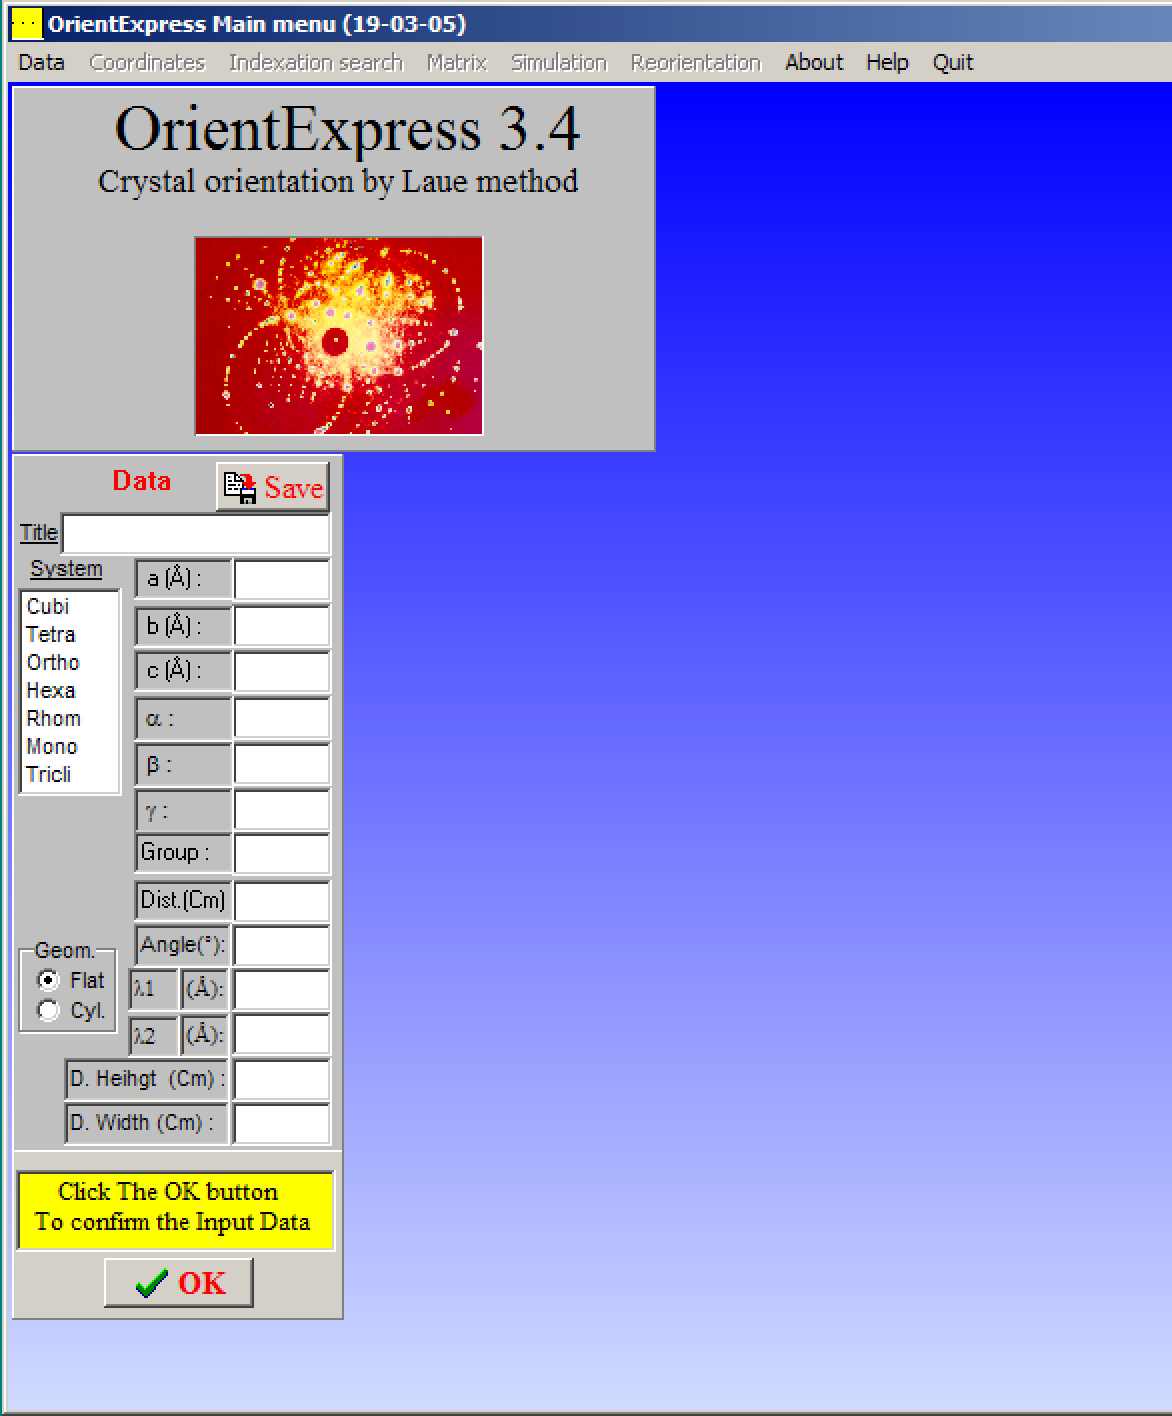 OrientExpress Main menu (19-03-05)
Data Coordinates Indexation search Matrix Simulation Reorientation About Help Quit
OrientExpress 3.4
Crystal orientation by Laue method
Data
Save
Title
System
Cubi
Tetra
Ortho
Hexa
Rhom
Mono
Tricli
a (Å) :
b (Å) :
c (Å) :
α :
β :
γ :
Group :
Dist.(Cm)
Angle(°):
Geom.
Flat
Cyl.
λ1 (Å):
λ2 (Å):
D. Heihgt (Cm) :
D. Width (Cm) :
Click The OK button
To confirm the Input Data
OK